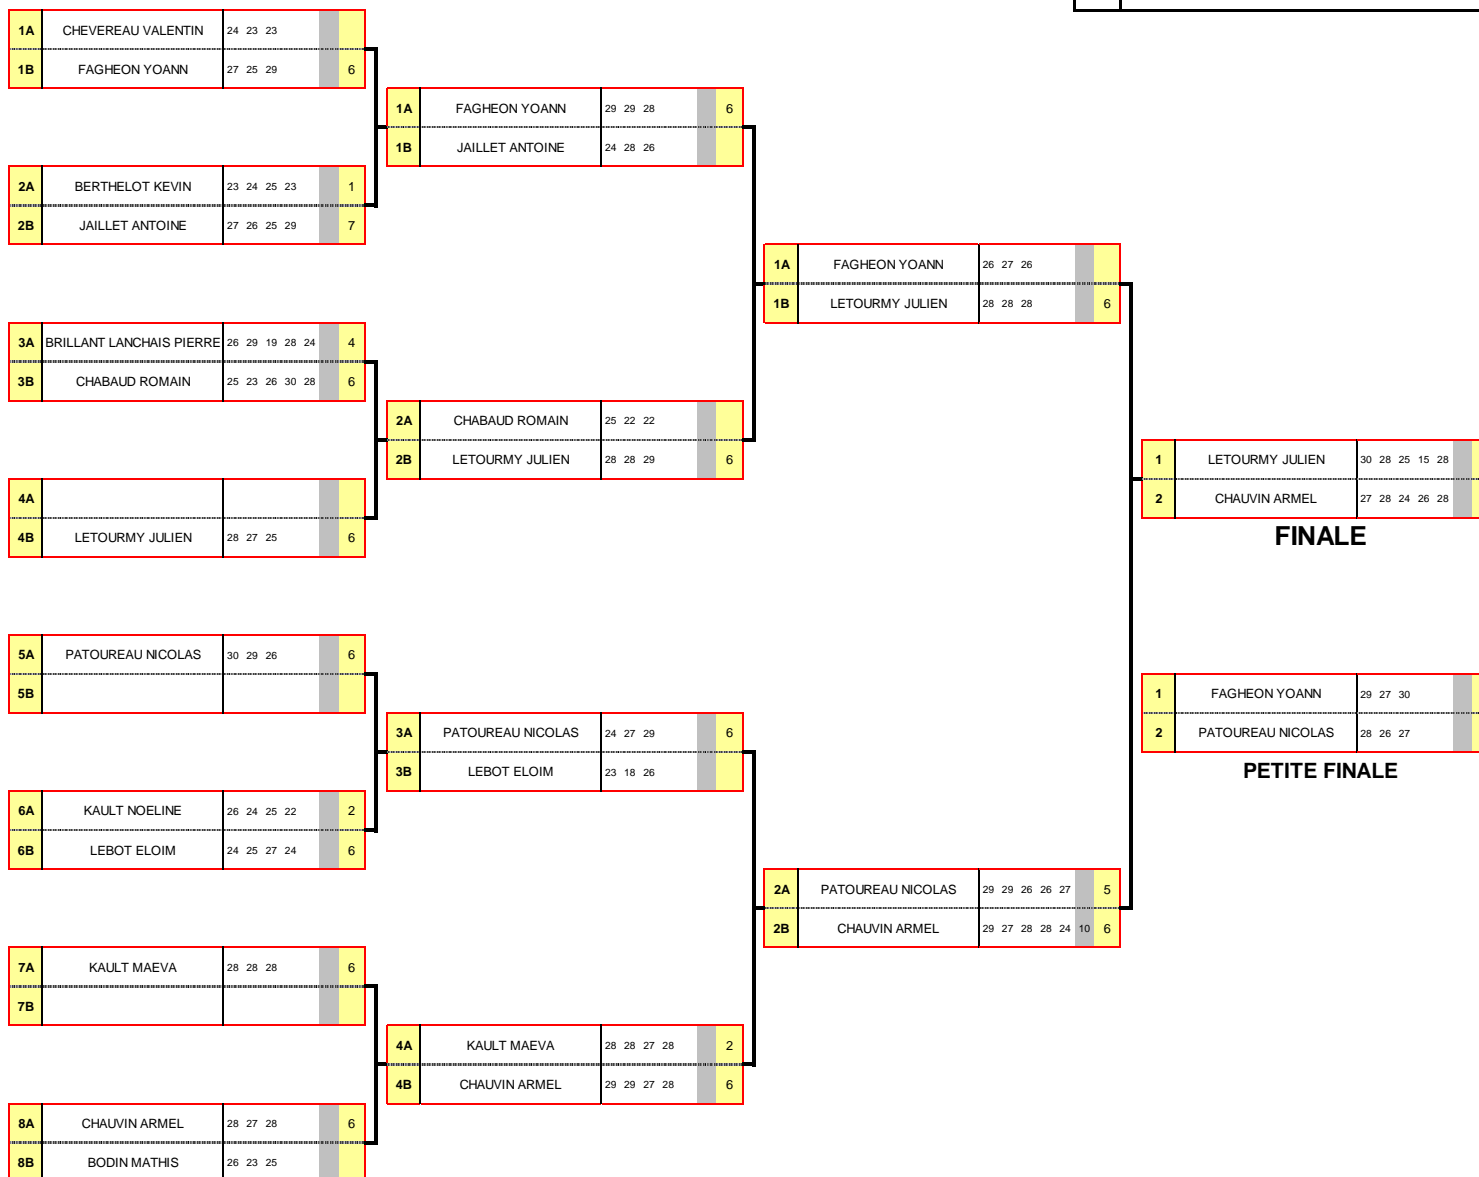 1A CHEVEREAU VALENTIN 24 23 23
1B FAGHEON YOANN 27 25 29 6
2A BERTHELOT KEVIN 23 24 25 23 1
2B JAILLET ANTOINE 27 26 25 29 7
3A BRILLANT LANCHAIS PIERRE 26 29 19 28 24 4
3B CHABAUD ROMAIN 25 23 26 30 28 6
4A
4B LETOURMY JULIEN 28 27 25 6
5A PATOUREAU NICOLAS 30 29 26 6
5B
6A KAULT NOELINE 26 24 25 22 2
6B LEBOT ELOIM 24 25 27 24 6
7A KAULT MAEVA 28 28 28 6
7B
8A CHAUVIN ARMEL 28 27 28 6
8B BODIN MATHIS 26 23 25
1A FAGHEON YOANN 29 29 28 6
1B JAILLET ANTOINE 24 28 26
2A CHABAUD ROMAIN 25 22 22
2B LETOURMY JULIEN 28 28 29 6
3A PATOUREAU NICOLAS 24 27 29 6
3B LEBOT ELOIM 23 18 26
4A KAULT MAEVA 28 28 27 28 2
4B CHAUVIN ARMEL 29 29 27 28 6
1A FAGHEON YOANN 26 27 26
1B LETOURMY JULIEN 28 28 28 6
2A PATOUREAU NICOLAS 29 29 26 26 27 5
2B CHAUVIN ARMEL 29 27 28 28 24 10 6
1 LETOURMY JULIEN 30 28 25 15 28
2 CHAUVIN ARMEL 27 28 24 26 28
FINALE
1 FAGHEON YOANN 29 27 30
2 PATOUREAU NICOLAS 28 26 27
PETITE FINALE